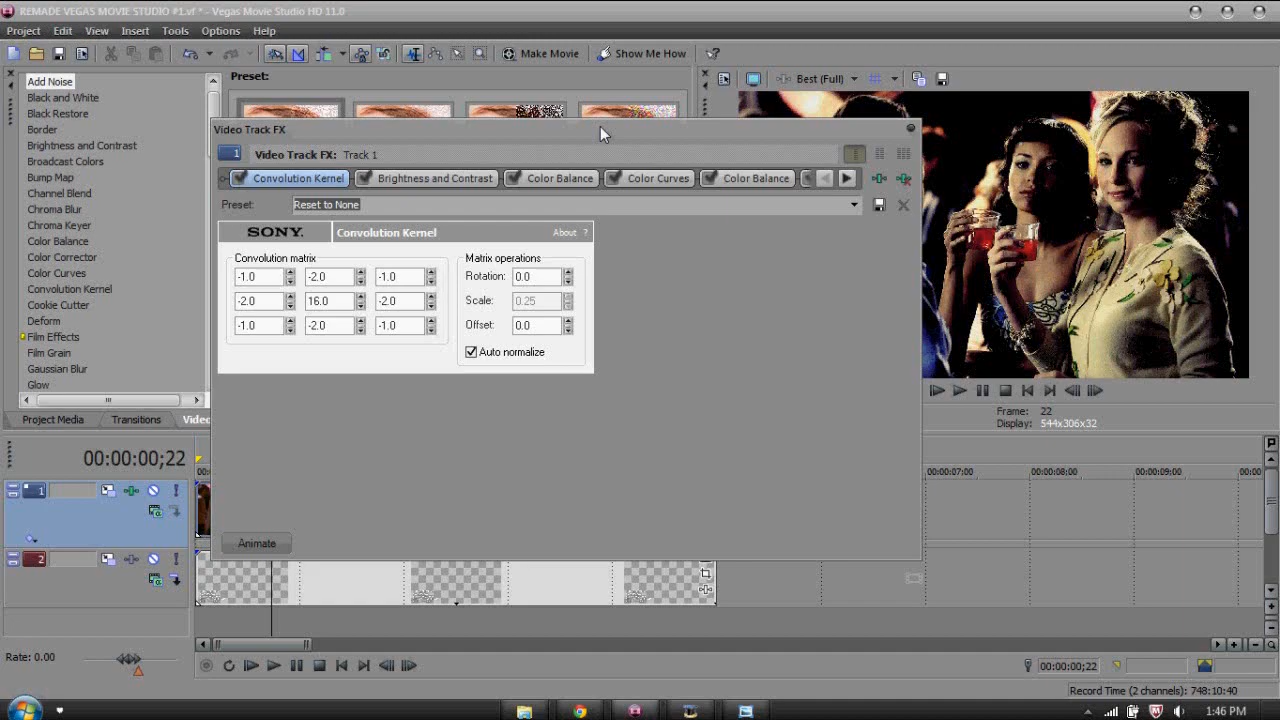 REMADE VEGAS MOVIE STUDIO #1.vf * - Vegas Movie Studio HD 11.0
Project Edit View Insert Tools Options Help
Make Movie Show Me How
Best (Full)
Add Noise
Black and White
Black Restore
Border
Brightness and Contrast
Broadcast Colors
Bump Map
Channel Blend
Chroma Blur
Chroma Keyer
Color Balance
Color Corrector
Color Curves
Convolution Kernel
Cookie Cutter
Deform
Film Effects
Film Grain
Gaussian Blur
Glow
Preset:
Video Track FX
1 Video Track FX: Track 1
Convolution Kernel Brightness and Contrast Color Balance Color Curves Color Balance
Preset: Reset to None
SONY. Convolution Kernel About ?
Convolution matrix
-1.0 -2.0 -1.0
-2.0 16.0 -2.0
-1.0 -2.0 -1.0
Matrix operations
Rotation: 0.0
Scale: 0.25
Offset: 0.0
Auto normalize
Animate
Project Media Transitions Video
Frame: 22
Display: 544x306x32
00:00:00;22
00:00:07:00 00:00:08:00 00:00:09:00 00:00
1
2
Rate: 0.00
00:00:00;22
Record Time (2 channels): 748:10:40
1:46 PM